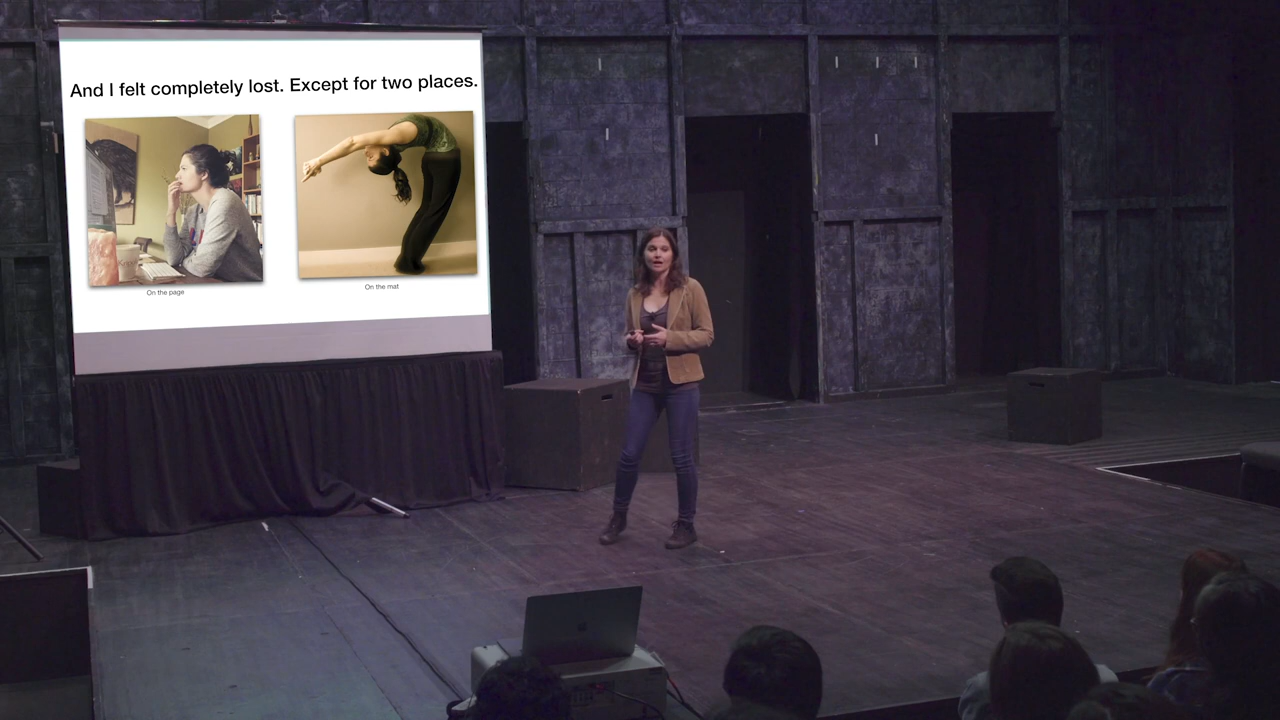 And I felt completely lost. Except for two places.
On the page
On the mat